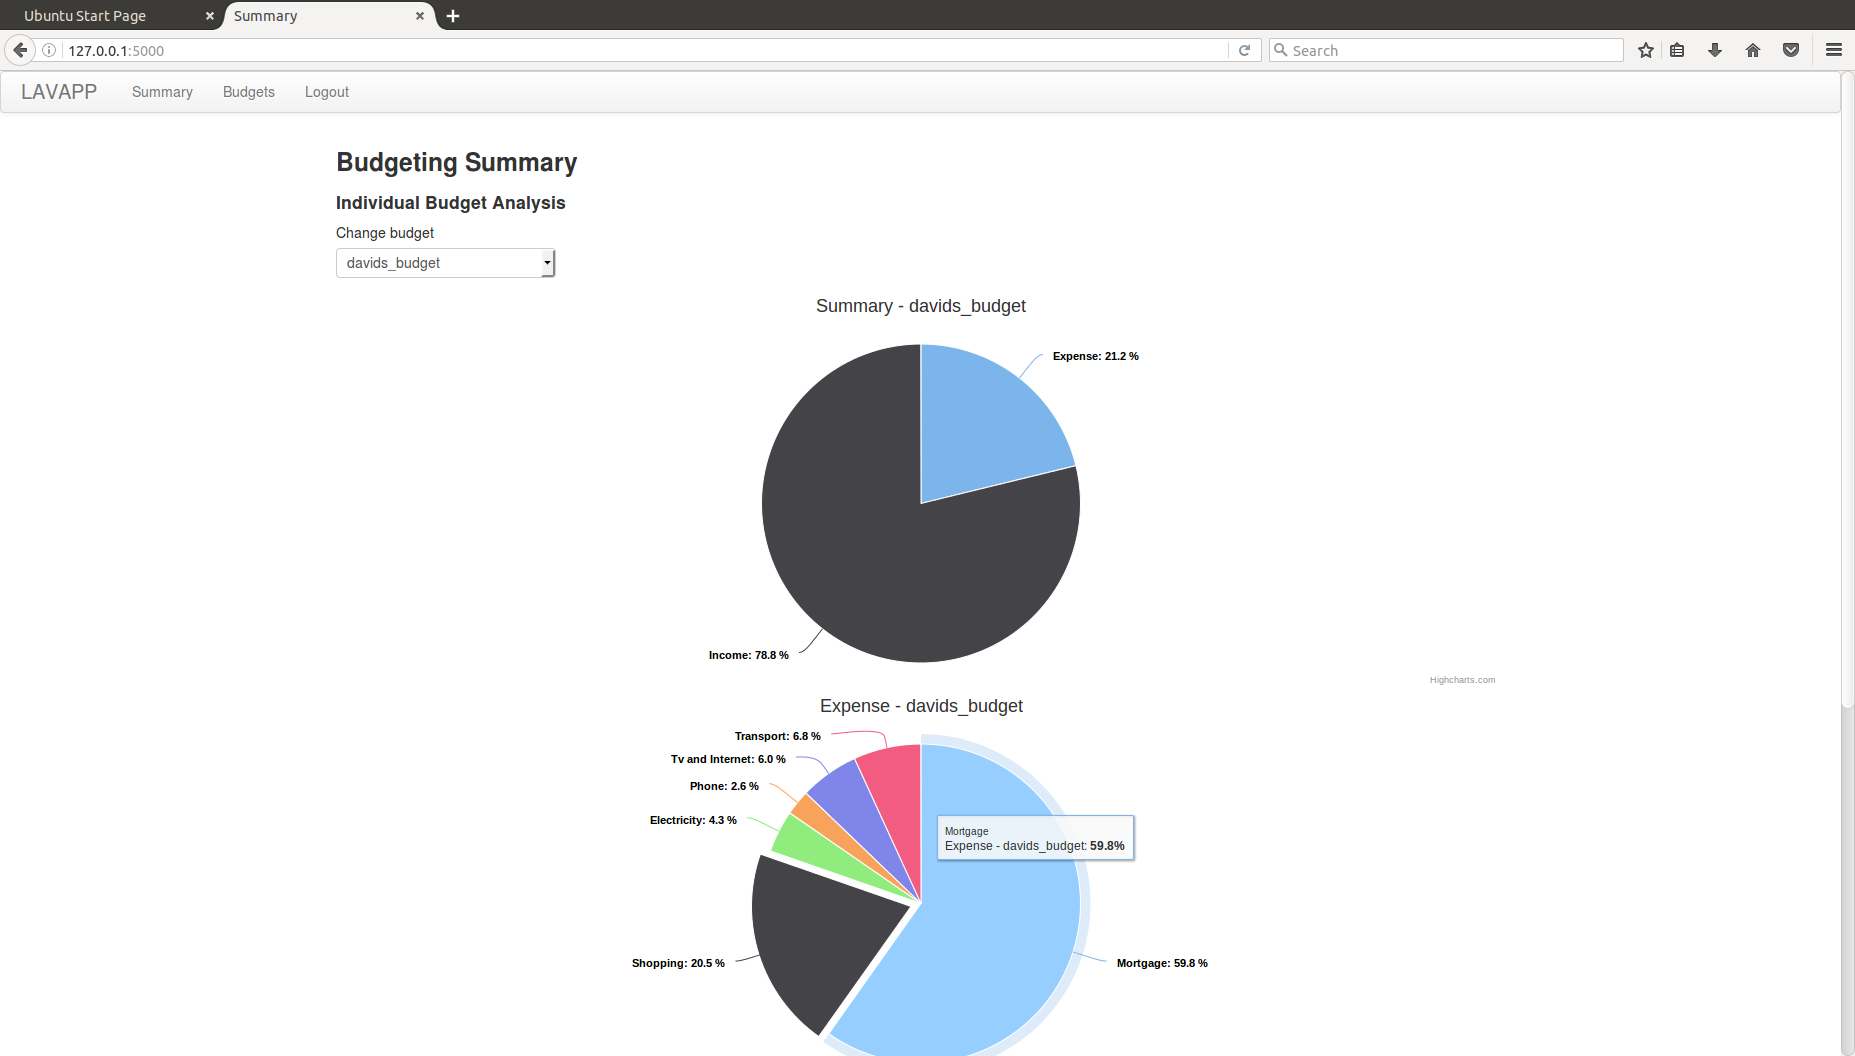 Ubuntu Start Page
Summary
127.0.0.1:5000
Search
LAVAPP
Summary
Budgets
Logout
Budgeting Summary
Individual Budget Analysis
Change budget
davids_budget
Summary - davids_budget
Expense: 21.2 %
Income: 78.8 %
Highcharts.com
Expense - davids_budget
Transport: 6.8 %
Tv and Internet: 6.0 %
Phone: 2.6 %
Electricity: 4.3 %
Mortgage
Expense - davids_budget: 59.8%
Shopping: 20.5 %
Mortgage: 59.8 %